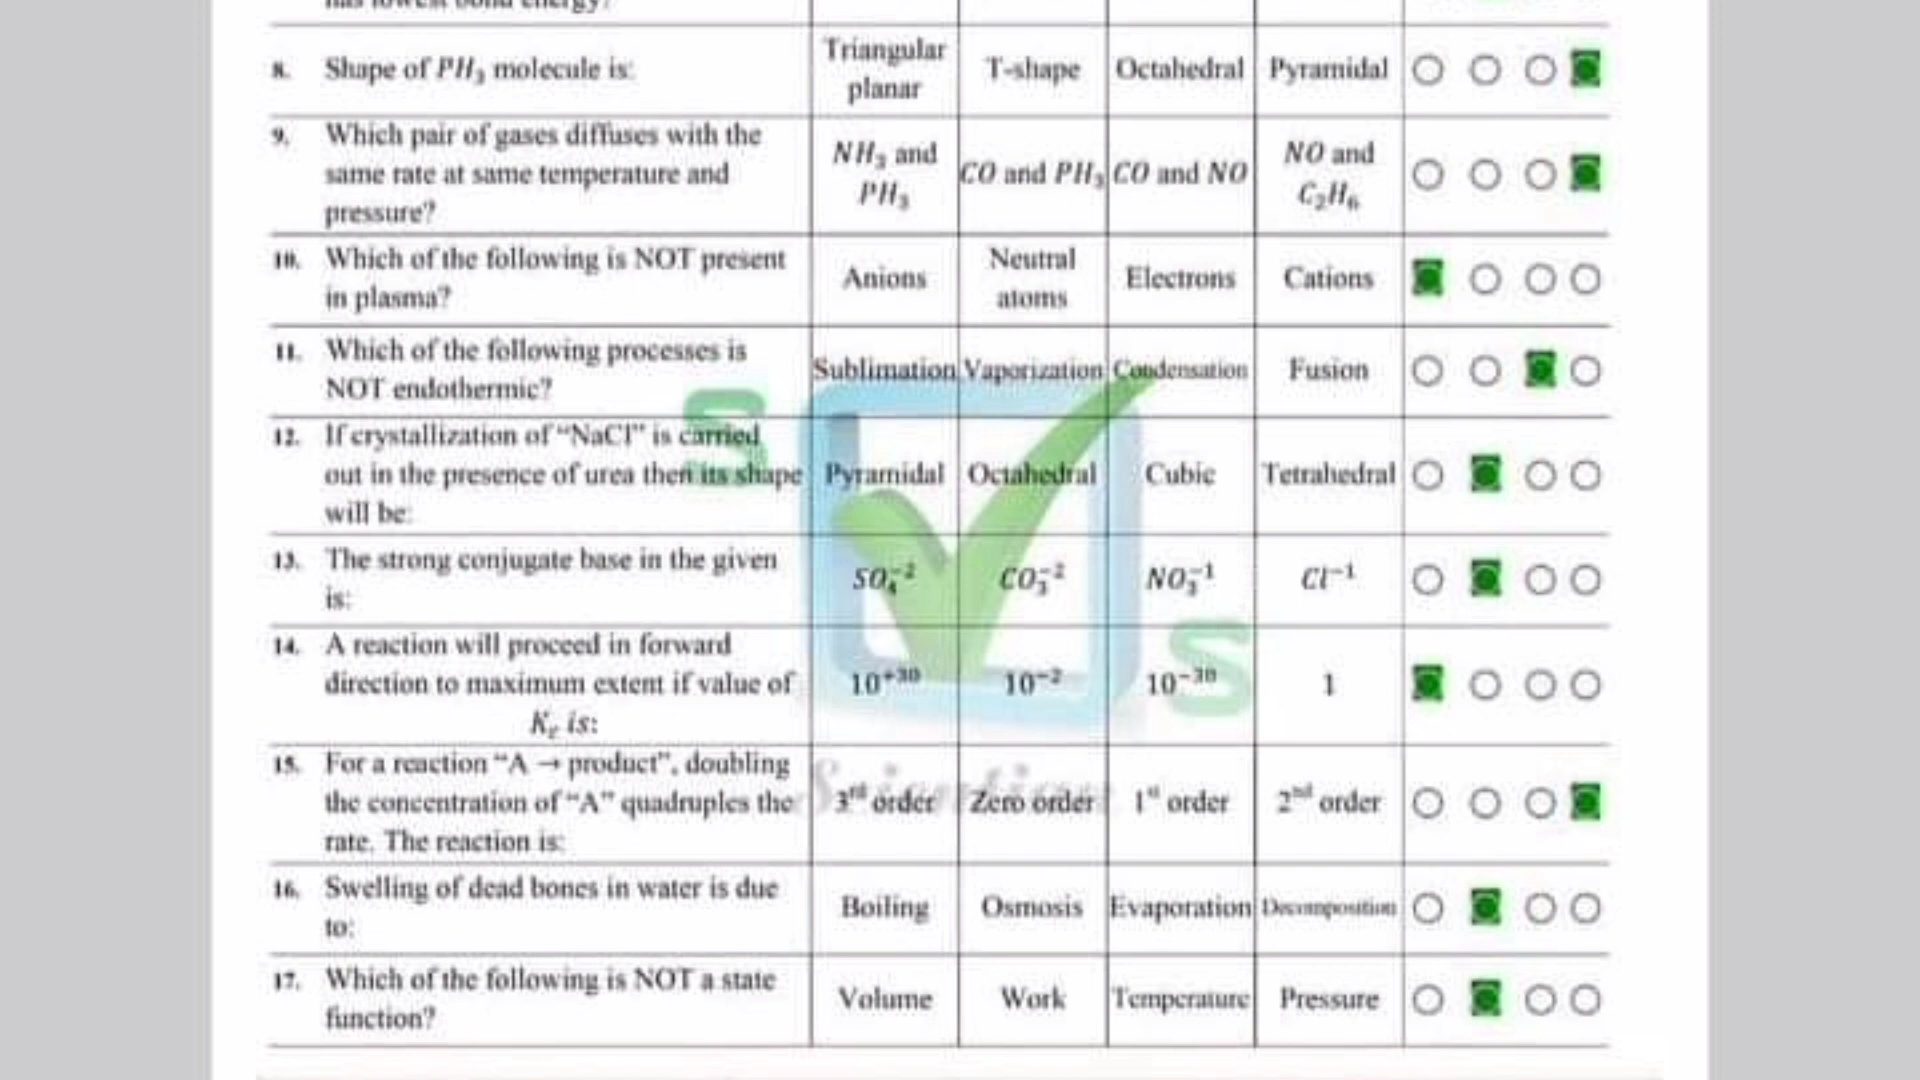 has lowest bond energy?
8. Shape of PH₃ molecule is: Triangular planar T-shape Octahedral Pyramidal
9. Which pair of gases diffuses with the
same rate at same temperature and
pressure?
NH₃ and PH₃ CO and PH₃ CO and NO NO and C₂H₆
10. Which of the following is NOT present
in plasma?
Anions Neutral atoms Electrons Cations
11. Which of the following processes is
NOT endothermic?
Sublimation Vaporization Condensation Fusion
12. If crystallization of "NaCl" is carried
out in the presence of urea then its shape
will be:
Pyramidal Octahedral Cubic Tetrahedral
13. The strong conjugate base in the given
is:
SO₄⁻² CO₃⁻² NO₃⁻¹ Cl⁻¹
14. A reaction will proceed in forward
direction to maximum extent if value of
K꜀ is:
10⁺³⁰ 10⁻² 10⁻³⁰ 1
15. For a reaction "A → product", doubling
the concentration of "A" quadruples the
rate. The reaction is:
3ʳᵈ order Zero order 1ˢᵗ order 2ⁿᵈ order
16. Swelling of dead bones in water is due
to:
Boiling Osmosis Evaporation Decomposition
17. Which of the following is NOT a state
function?
Volume Work Temperature Pressure
S
S